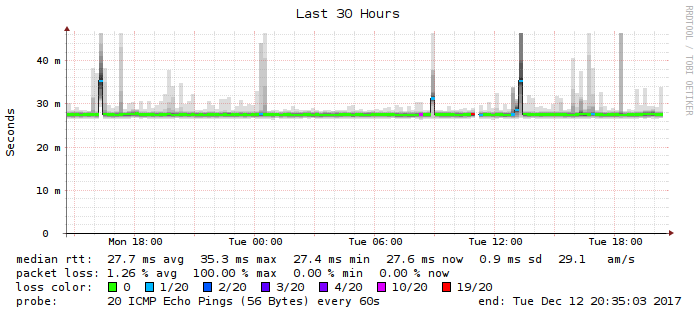 Last 30 Hours
RRDTOOL / TOBI OETIKER
Seconds
40 m
30 m
20 m
10 m
0
Mon 18:00 Tue 00:00 Tue 06:00 Tue 12:00 Tue 18:00
median rtt: 27.7 ms avg 35.3 ms max 27.4 ms min 27.6 ms now 0.9 ms sd 29.1 am/s
packet loss: 1.26 % avg 100.00 % max 0.00 % min 0.00 % now
loss color: 0 1/20 2/20 3/20 4/20 10/20 19/20
probe: 20 ICMP Echo Pings (56 Bytes) every 60s end: Tue Dec 12 20:35:03 2017